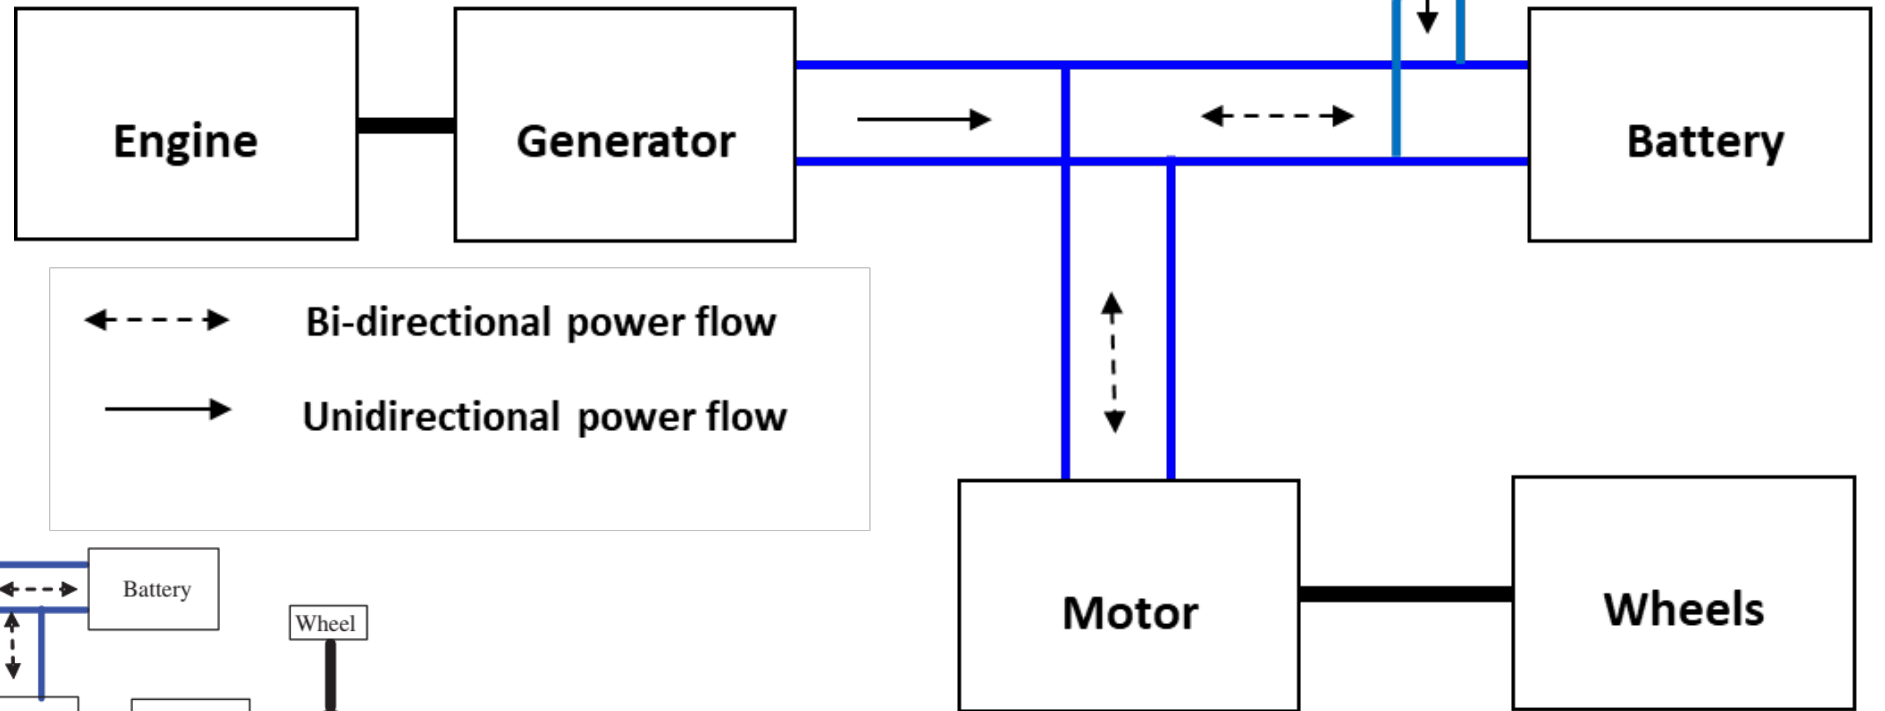 Engine
Generator
Battery
Bi-directional power flow
Unidirectional power flow
Battery
Wheel
Motor
Wheels